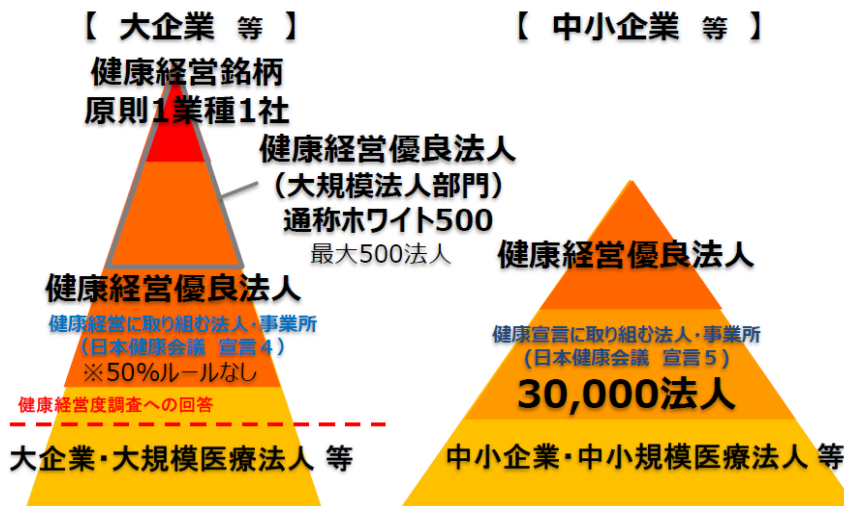 【 大企業 等 】
健康経営銘柄
原則1業種1社
健康経営優良法人
（大規模法人部門）
通称ホワイト500
最大500法人
健康経営優良法人
健康経営に取り組む法人・事業所
（日本健康会議 宣言４）
※50%ルールなし
健康経営度調査への回答
大企業・大規模医療法人 等
【 中小企業 等 】
健康経営優良法人
健康宣言に取り組む法人・事業所
(日本健康会議 宣言５)
30,000法人
中小企業・中小規模医療法人 等